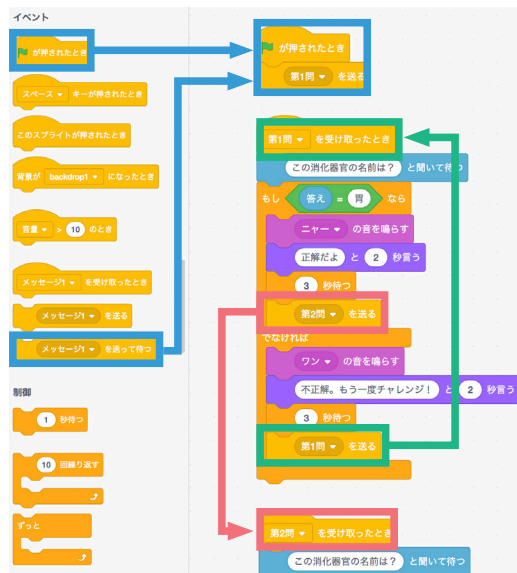 イベント
が押されたとき
スペース キーが押されたとき
このスプライトが押されたとき
背景が backdrop1 になったとき
音量 > 10 のとき
メッセージ1 を受け取ったとき
メッセージ1 を送る
メッセージ1 を送って待つ
制御
1 秒待つ
10 回繰り返す
ずっと
が押されたとき
第1問 を送る
第1問 を受け取ったとき
この消化器官の名前は? と聞いて待つ
もし 答え = 胃 なら
ニャー の音を鳴らす
正解だよ と 2 秒言う
3 秒待つ
第2問 を送る
でなければ
ワン の音を鳴らす
不正解。もう一度チャレンジ! と 2 秒言う
3 秒待つ
第1問 を送る
第2問 を受け取ったとき
この消化器官の名前は? と聞いて待つ